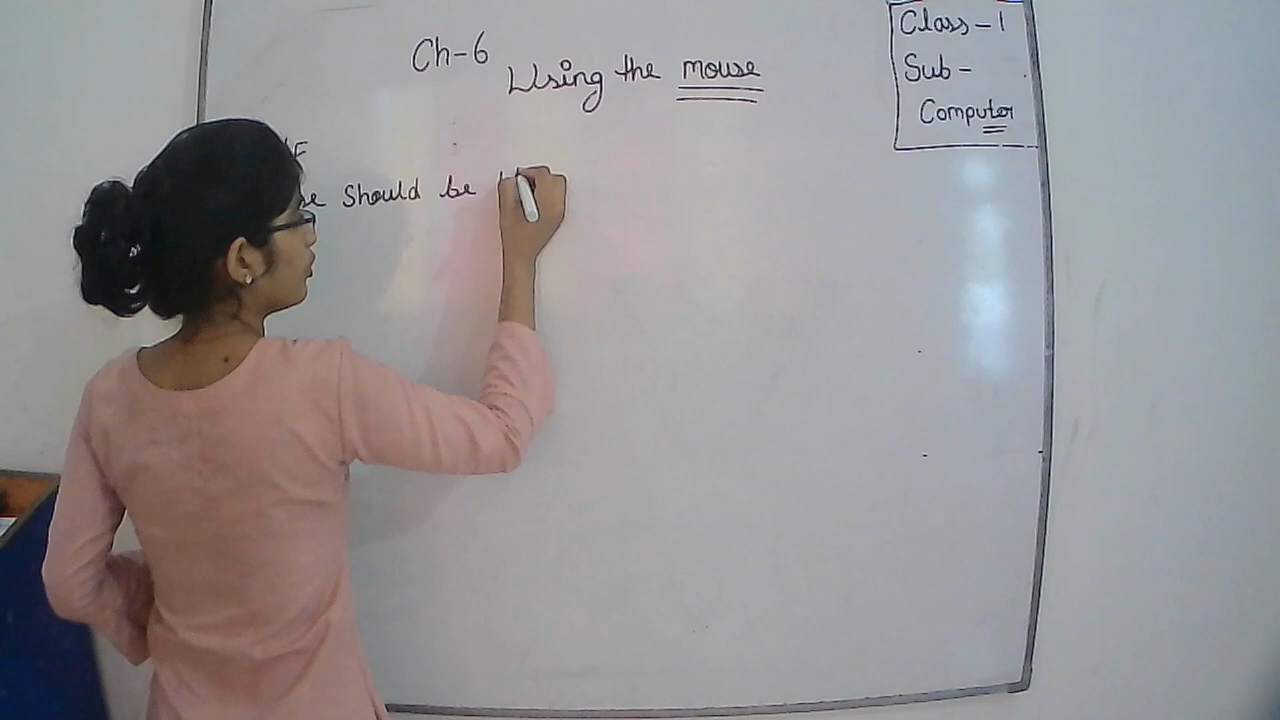 Ch-6
Using the mouse
Class-1
Sub-
Computer
should be